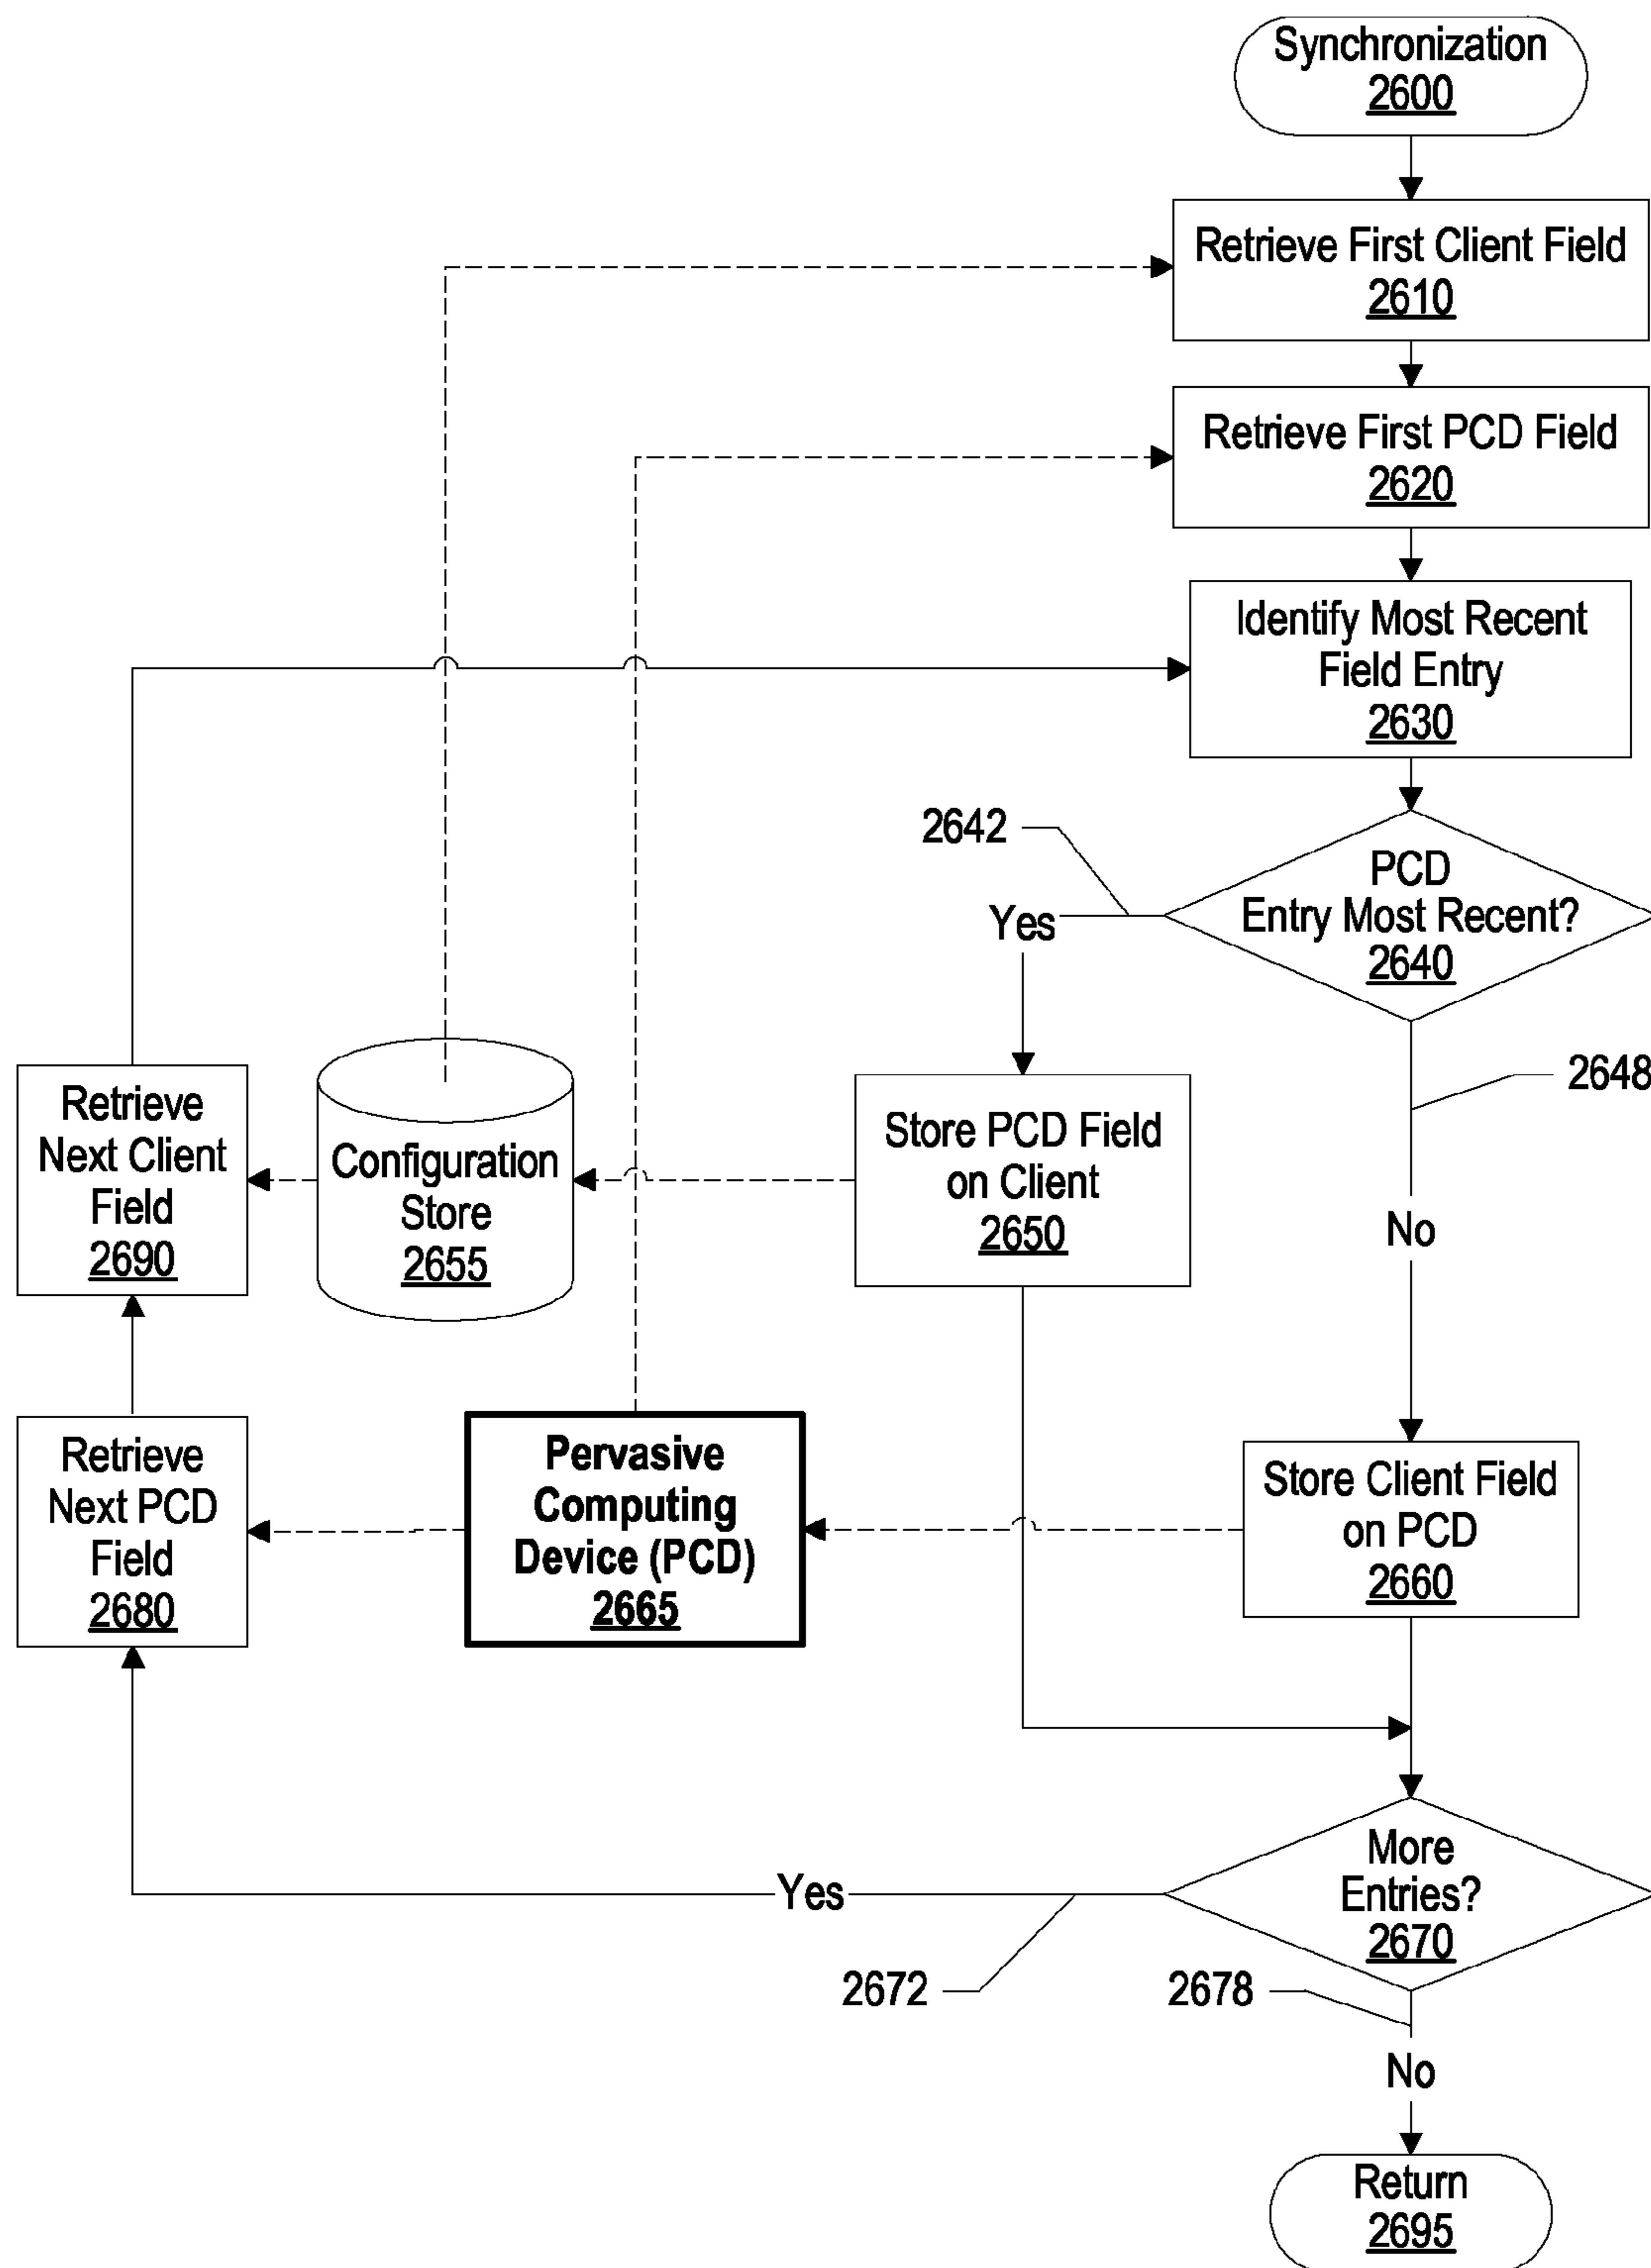 Synchronization
2600
Retrieve First Client Field
2610
Retrieve First PCD Field
2620
Identify Most Recent
Field Entry
2630
2642
PCD
Entry Most Recent?
2640
Yes
2648
Retrieve
Next Client
Field
2690
Configuration
Store
2655
Store PCD Field
on Client
2650
No
Retrieve
Next PCD
Field
2680
Pervasive
Computing
Device (PCD)
2665
Store Client Field
on PCD
2660
More
Entries?
2670
Yes
2672
2678
No
Return
2695